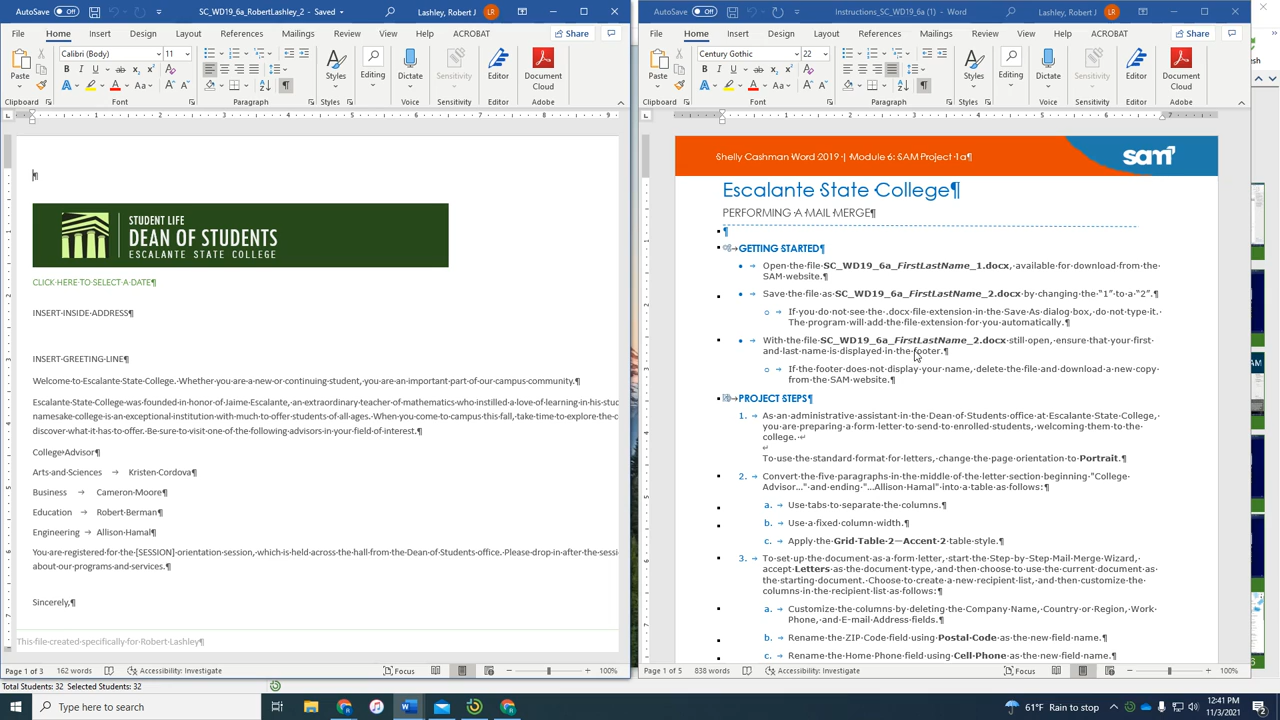 AutoSave Off SC_WD19_6a_RobertLashley_2 - Saved Lashley, Robert J RL
File Home Insert Draw Design Layout References Mailings Review View Help ACROBAT Share
Calibri (Body) 11
Paste Styles Editing Dictate Sensitivity Editor Document Cloud
Clipboard Font Paragraph Styles Voice Sensitivity Editor Adobe
STUDENT LIFE
DEAN OF STUDENTS
ESCALANTE STATE COLLEGE
CLICK HERE TO SELECT A DATE¶
INSERT INSIDE ADDRESS¶
INSERT GREETING LINE¶
Welcome to Escalante State College. Whether you are a new or continuing student, you are an important part of our campus community.¶
Escalante State College was founded in honor of Jaime Escalante, an extraordinary teacher of mathematics who instilled a love of learning in his stu
namesake college is an exceptional institution with much to offer students of all ages. When you come to campus this fall, take time to explore the c
discover what it has to offer. Be sure to visit one of the following advisors in your field of interest.¶
College Advisor¶
Arts and Sciences → Kristen Cordova¶
Business → Cameron Moore¶
Education → Robert Berman¶
Engineering → Allison Hamal¶
You are registered for the [SESSION] orientation session, which is held across the hall from the Dean of Students office. Please drop in after the sessi
about our programs and services.¶
Sincerely,¶
This file created specifically for Robert Lashley¶
Page 1 of 3 162 words Accessibility: Investigate Focus 100%
Total Students: 32 Selected Students: 32
AutoSave Off SC_WD19_6a (1) - Word Lashley, Robert J RL
File Home Insert Draw Design Layout References Mailings Review View Help ACROBAT Share
Century Gothic 22
Paste Styles Editing Dictate Sensitivity Editor Document Cloud
Clipboard Font Paragraph Styles Voice Sensitivity Editor Adobe
Shelly Cashman Word 2019 | Module 6: SAM Project 1a¶ sam
Escalante State College¶
PERFORMING A MAIL MERGE¶
¶
GETTING STARTED¶
• → Open the file SC_WD19_6a_FirstLastName_1.docx, available for download from the
SAM website.¶
• → Save the file as SC_WD19_6a_FirstLastName_2.docx by changing the “1” to a “2”.¶
o → If you do not see the .docx file extension in the Save As dialog box, do not type it.
The program will add the file extension for you automatically.¶
• → With the file SC_WD19_6a_FirstLastName_2.docx still open, ensure that your first
and last name is displayed in the footer.¶
o → If the footer does not display your name, delete the file and download a new copy
from the SAM website.¶
PROJECT STEPS¶
1. → As an administrative assistant in the Dean of Students office at Escalante State College,
you are preparing a form letter to send to enrolled students, welcoming them to the
college. ↵
↵
To use the standard format for letters, change the page orientation to Portrait.¶
2. → Convert the five paragraphs in the middle of the letter section beginning "College
Advisor..." and ending "...Allison Hamal" into a table as follows:¶
a. → Use tabs to separate the columns.¶
b. → Use a fixed column width.¶
c. → Apply the Grid Table 2 — Accent 2 table style.¶
3. → To set up the document as a form letter, start the Step-by-Step Mail Merge Wizard,
accept Letters as the document type, and then choose to use the current document as
the starting document. Choose to create a new recipient list, and then customize the
columns in the recipient list as follows:¶
a. → Customize the columns by deleting the Company Name, Country or Region, Work
Phone, and E-mail Address fields.¶
b. → Rename the ZIP Code field using Postal Code as the new field name.¶
c. → Rename the Home Phone field using Cell Phone as the new field name.¶
Page 1 of 5 838 words Accessibility: Investigate Focus 100%
Type here to search
12:41 PM
11/3/2021